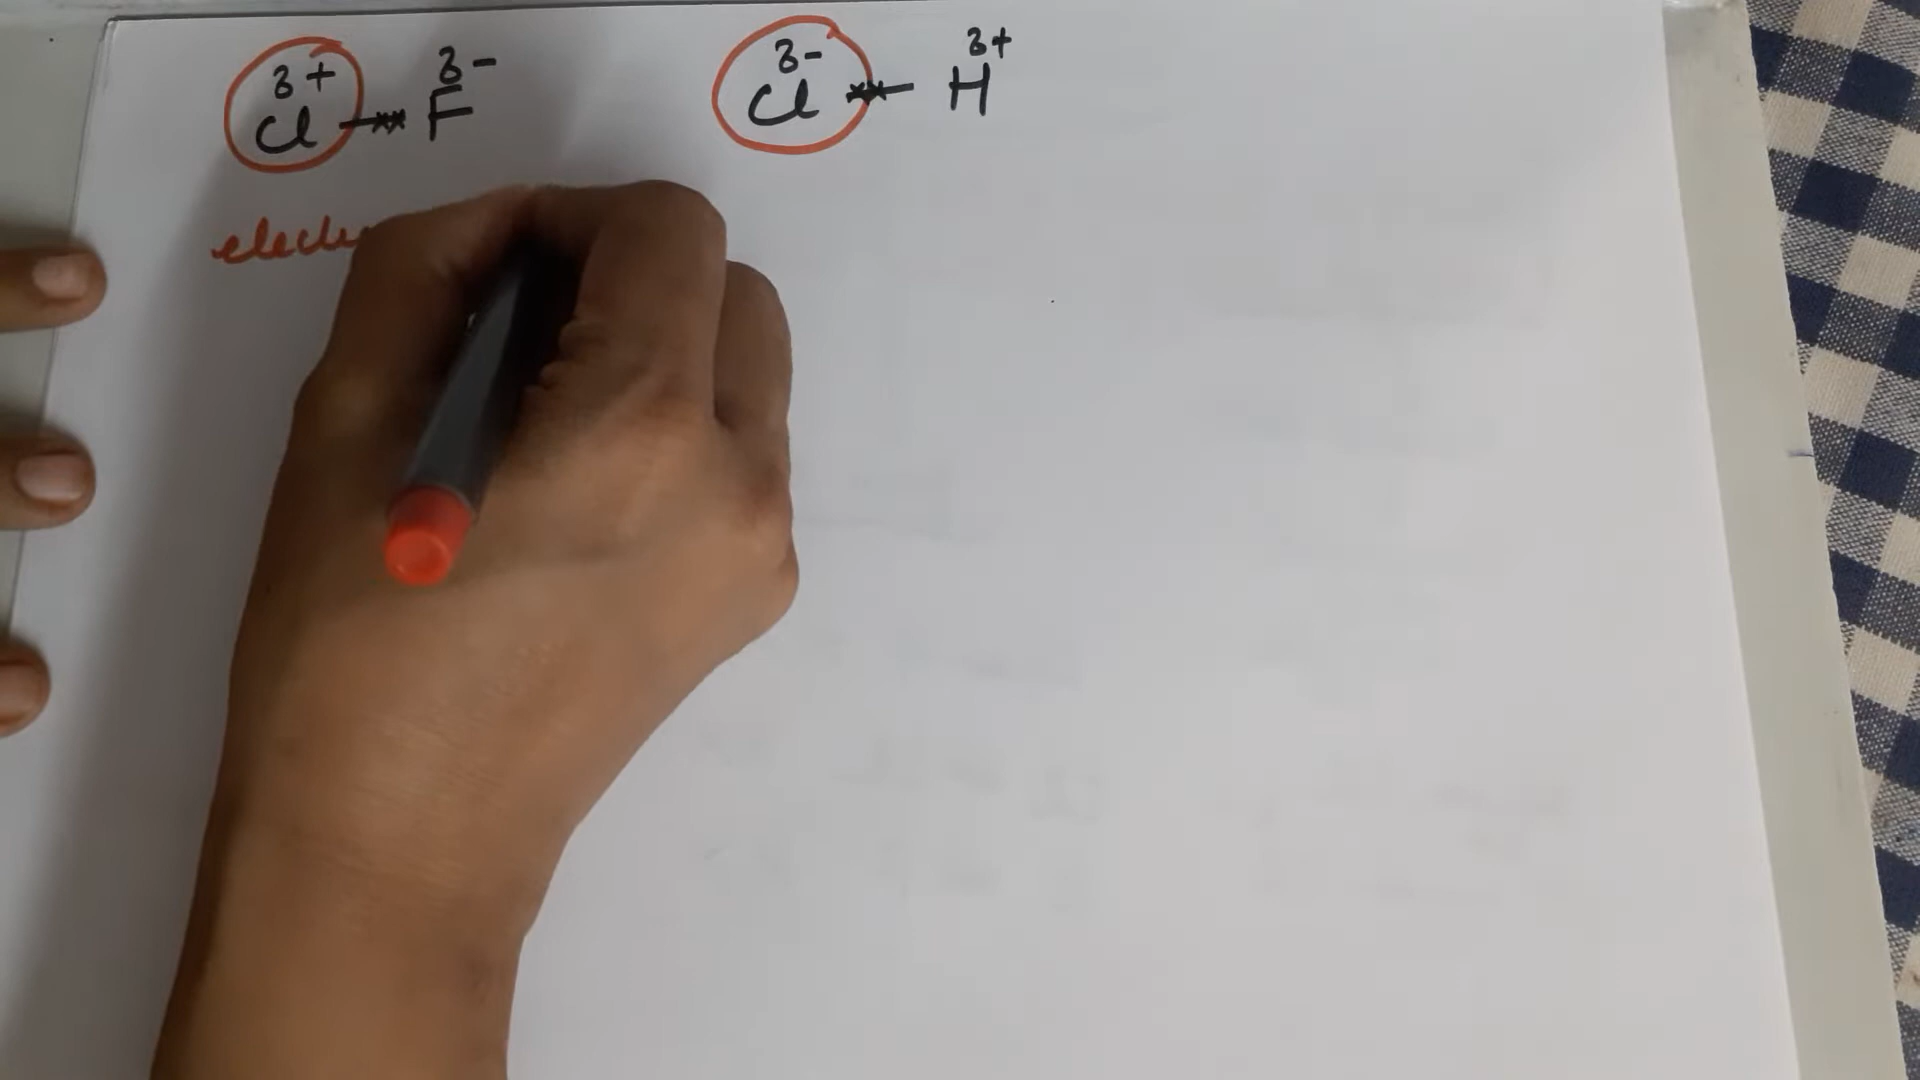 δ+ δ- δ- δ+
Cl — F Cl — H